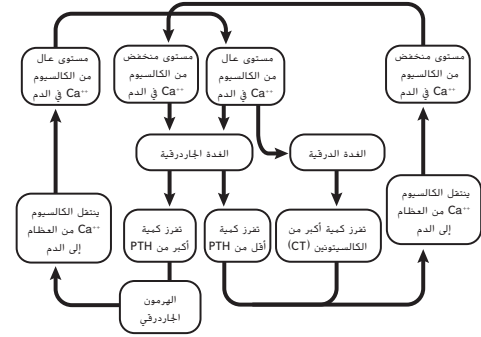 مستوى منخفض
من الكالسيوم
Ca⁺⁺ في الدم
مستوى عال
من الكالسيوم
Ca⁺⁺ في الدم
مستوى منخفض
من الكالسيوم
Ca⁺⁺ في الدم
مستوى عال
من الكالسيوم
Ca⁺⁺ في الدم
الغدة الدرقية
الغدة الجاردرقية
ينتقل الكالسيوم
Ca⁺⁺ من العظام
إلى الدم
تفرز كمية أكبر من
الكالسيتونين (CT)
تفرز كمية
أقل من PTH
تفرز كمية
أكبر من PTH
ينتقل الكالسيوم
Ca⁺⁺ من العظام
إلى الدم
الهرمون
الجاردرقي